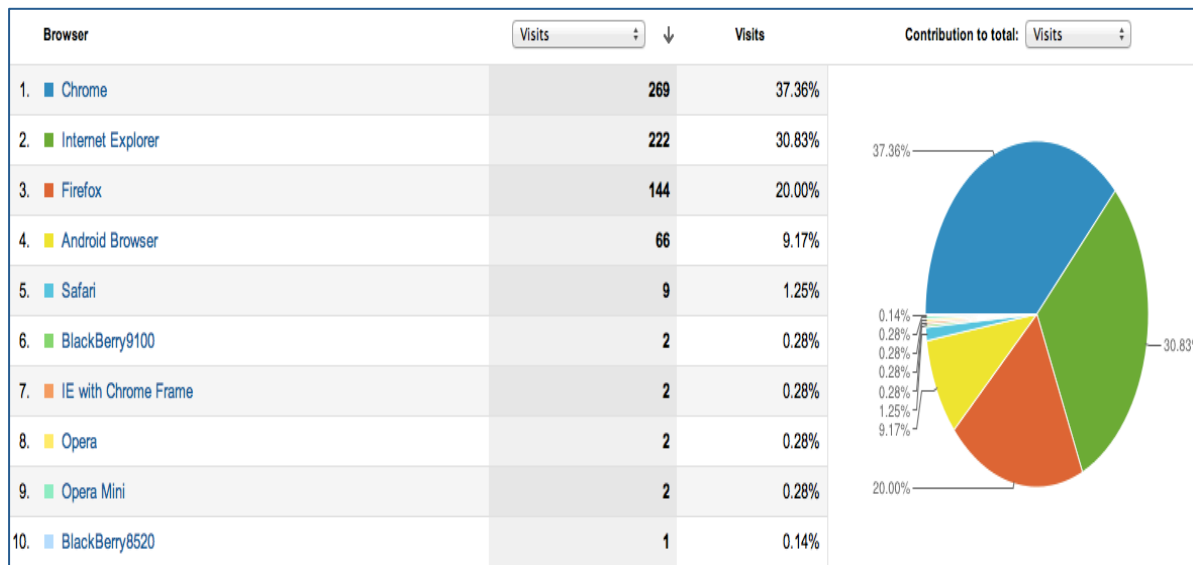 Browser Visits Visits Contribution to total: Visits
1. Chrome 269 37.36%
2. Internet Explorer 222 30.83%
3. Firefox 144 20.00%
4. Android Browser 66 9.17%
5. Safari 9 1.25%
6. BlackBerry9100 2 0.28%
7. IE with Chrome Frame 2 0.28%
8. Opera 2 0.28%
9. Opera Mini 2 0.28%
10. BlackBerry8520 1 0.14%
37.36%
0.14%
0.28%
0.28%
0.28%
0.28%
1.25%
9.17%
20.00%
30.83%